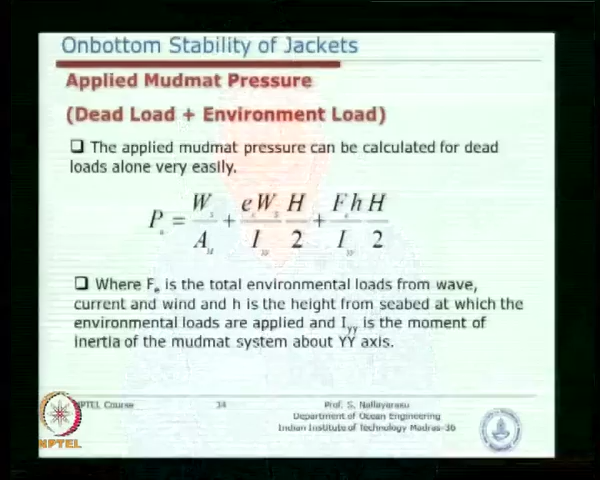 Onbottom Stability of Jackets
Applied Mudmat Pressure
(Dead Load + Environment Load)
❑ The applied mudmat pressure can be calculated for dead
loads alone very easily.
P = W/A + eW/I H/2 + Fh/I H/2
❑ Where Fe is the total environmental loads from wave,
current and wind and h is the height from seabed at which the
environmental loads are applied and Iyy is the moment of
inertia of the mudmat system about YY axis.
NPTEL Course 34 Prof. S. Nallayarasu
Department of Ocean Engineering
Indian Institute of Technology Madras-36
NPTEL